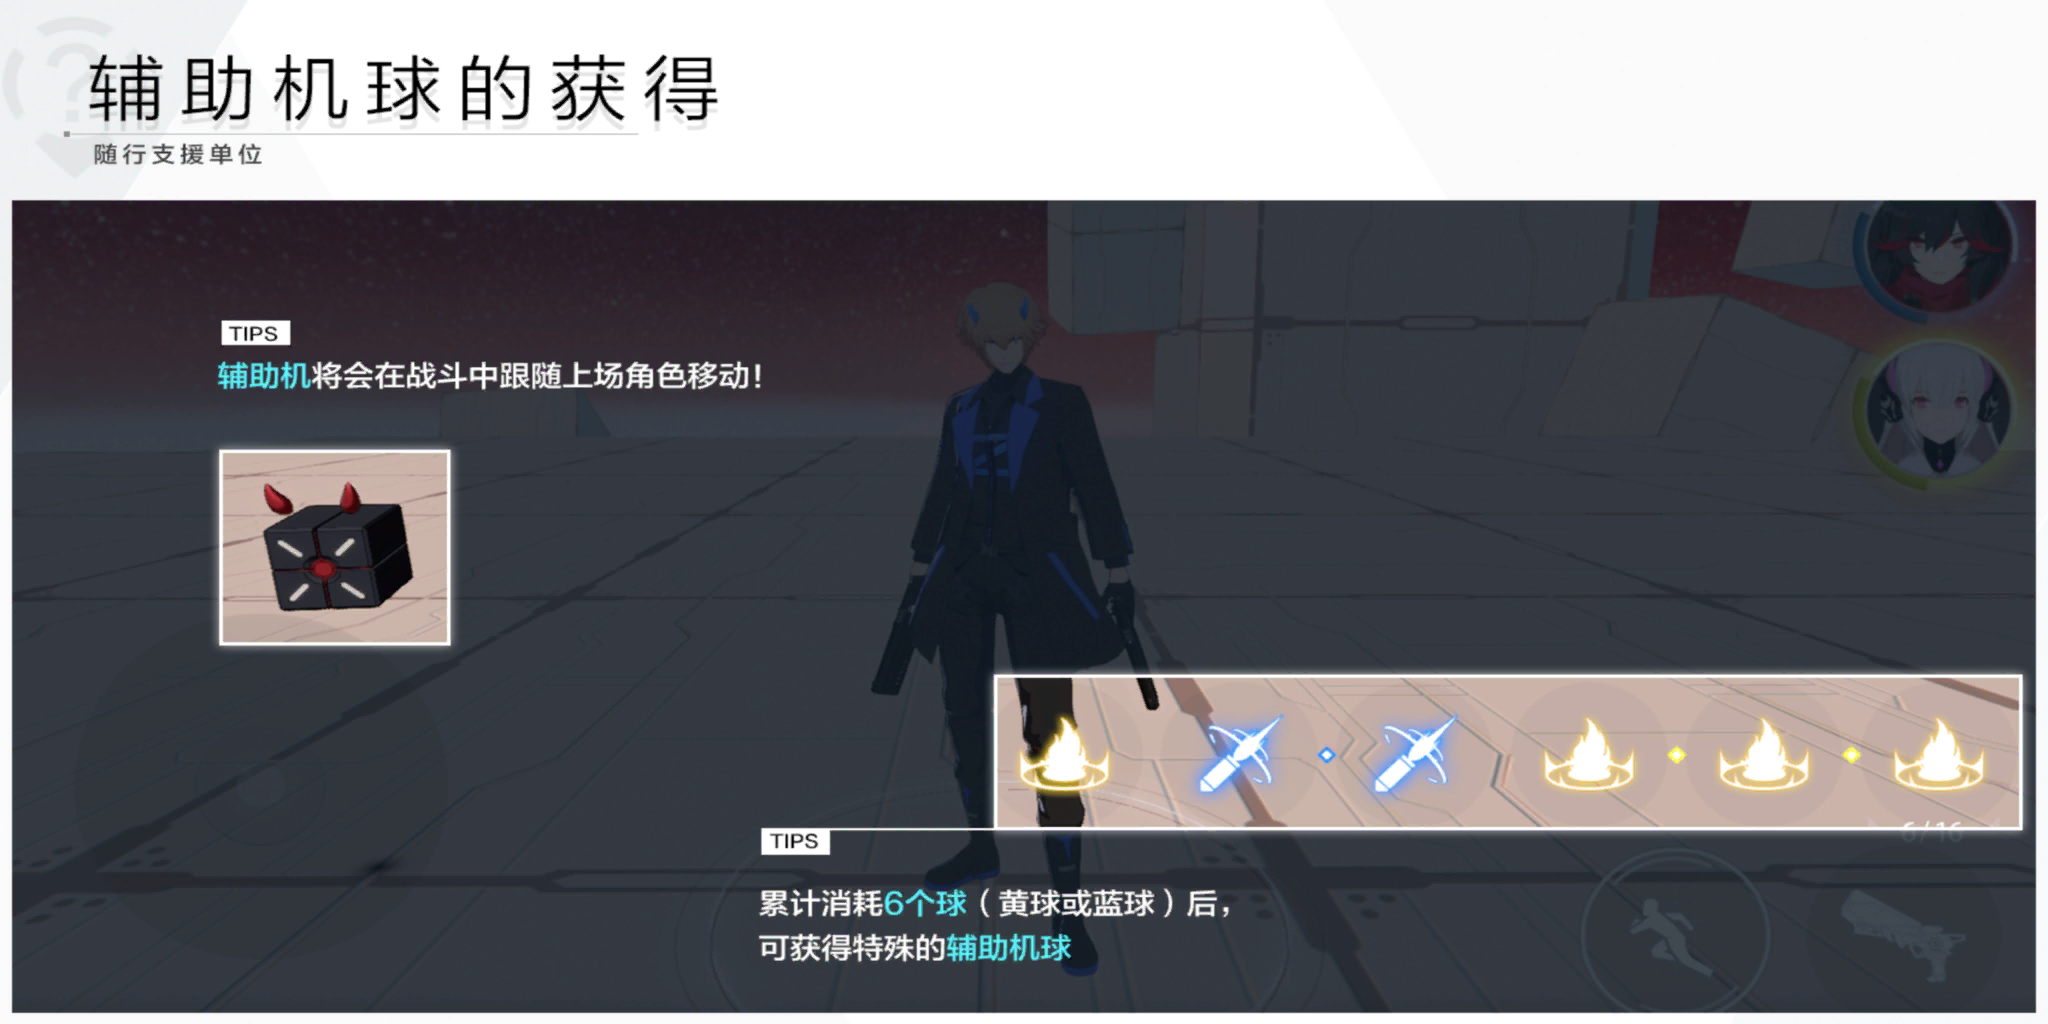 辅助机球的获得
随行支援单位
TIPS
辅助机将会在战斗中跟随上场角色移动！
6/16
TIPS
累计消耗6个球（黄球或蓝球）后，
可获得特殊的辅助机球